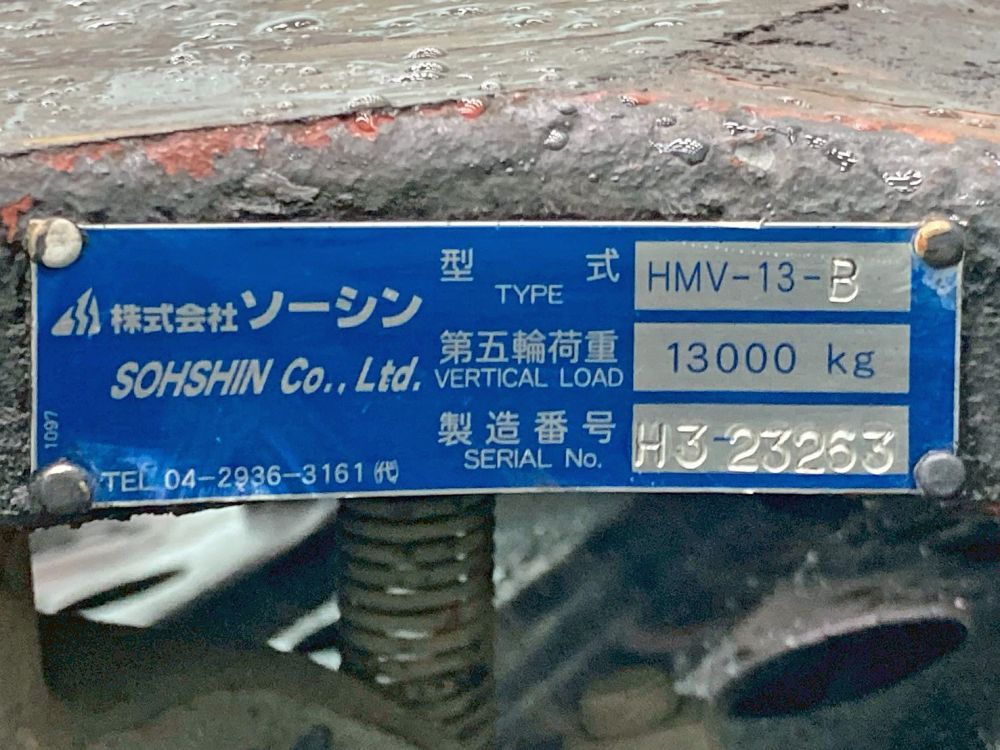 株式会社ソーシン
SOHSHIN Co., Ltd.
TEL 04-2936-3161 ㈹
1097
型式 HMV-13-B
TYPE
第五輪荷重 13000 kg
VERTICAL LOAD
製造番号 H3-23263
SERIAL No.